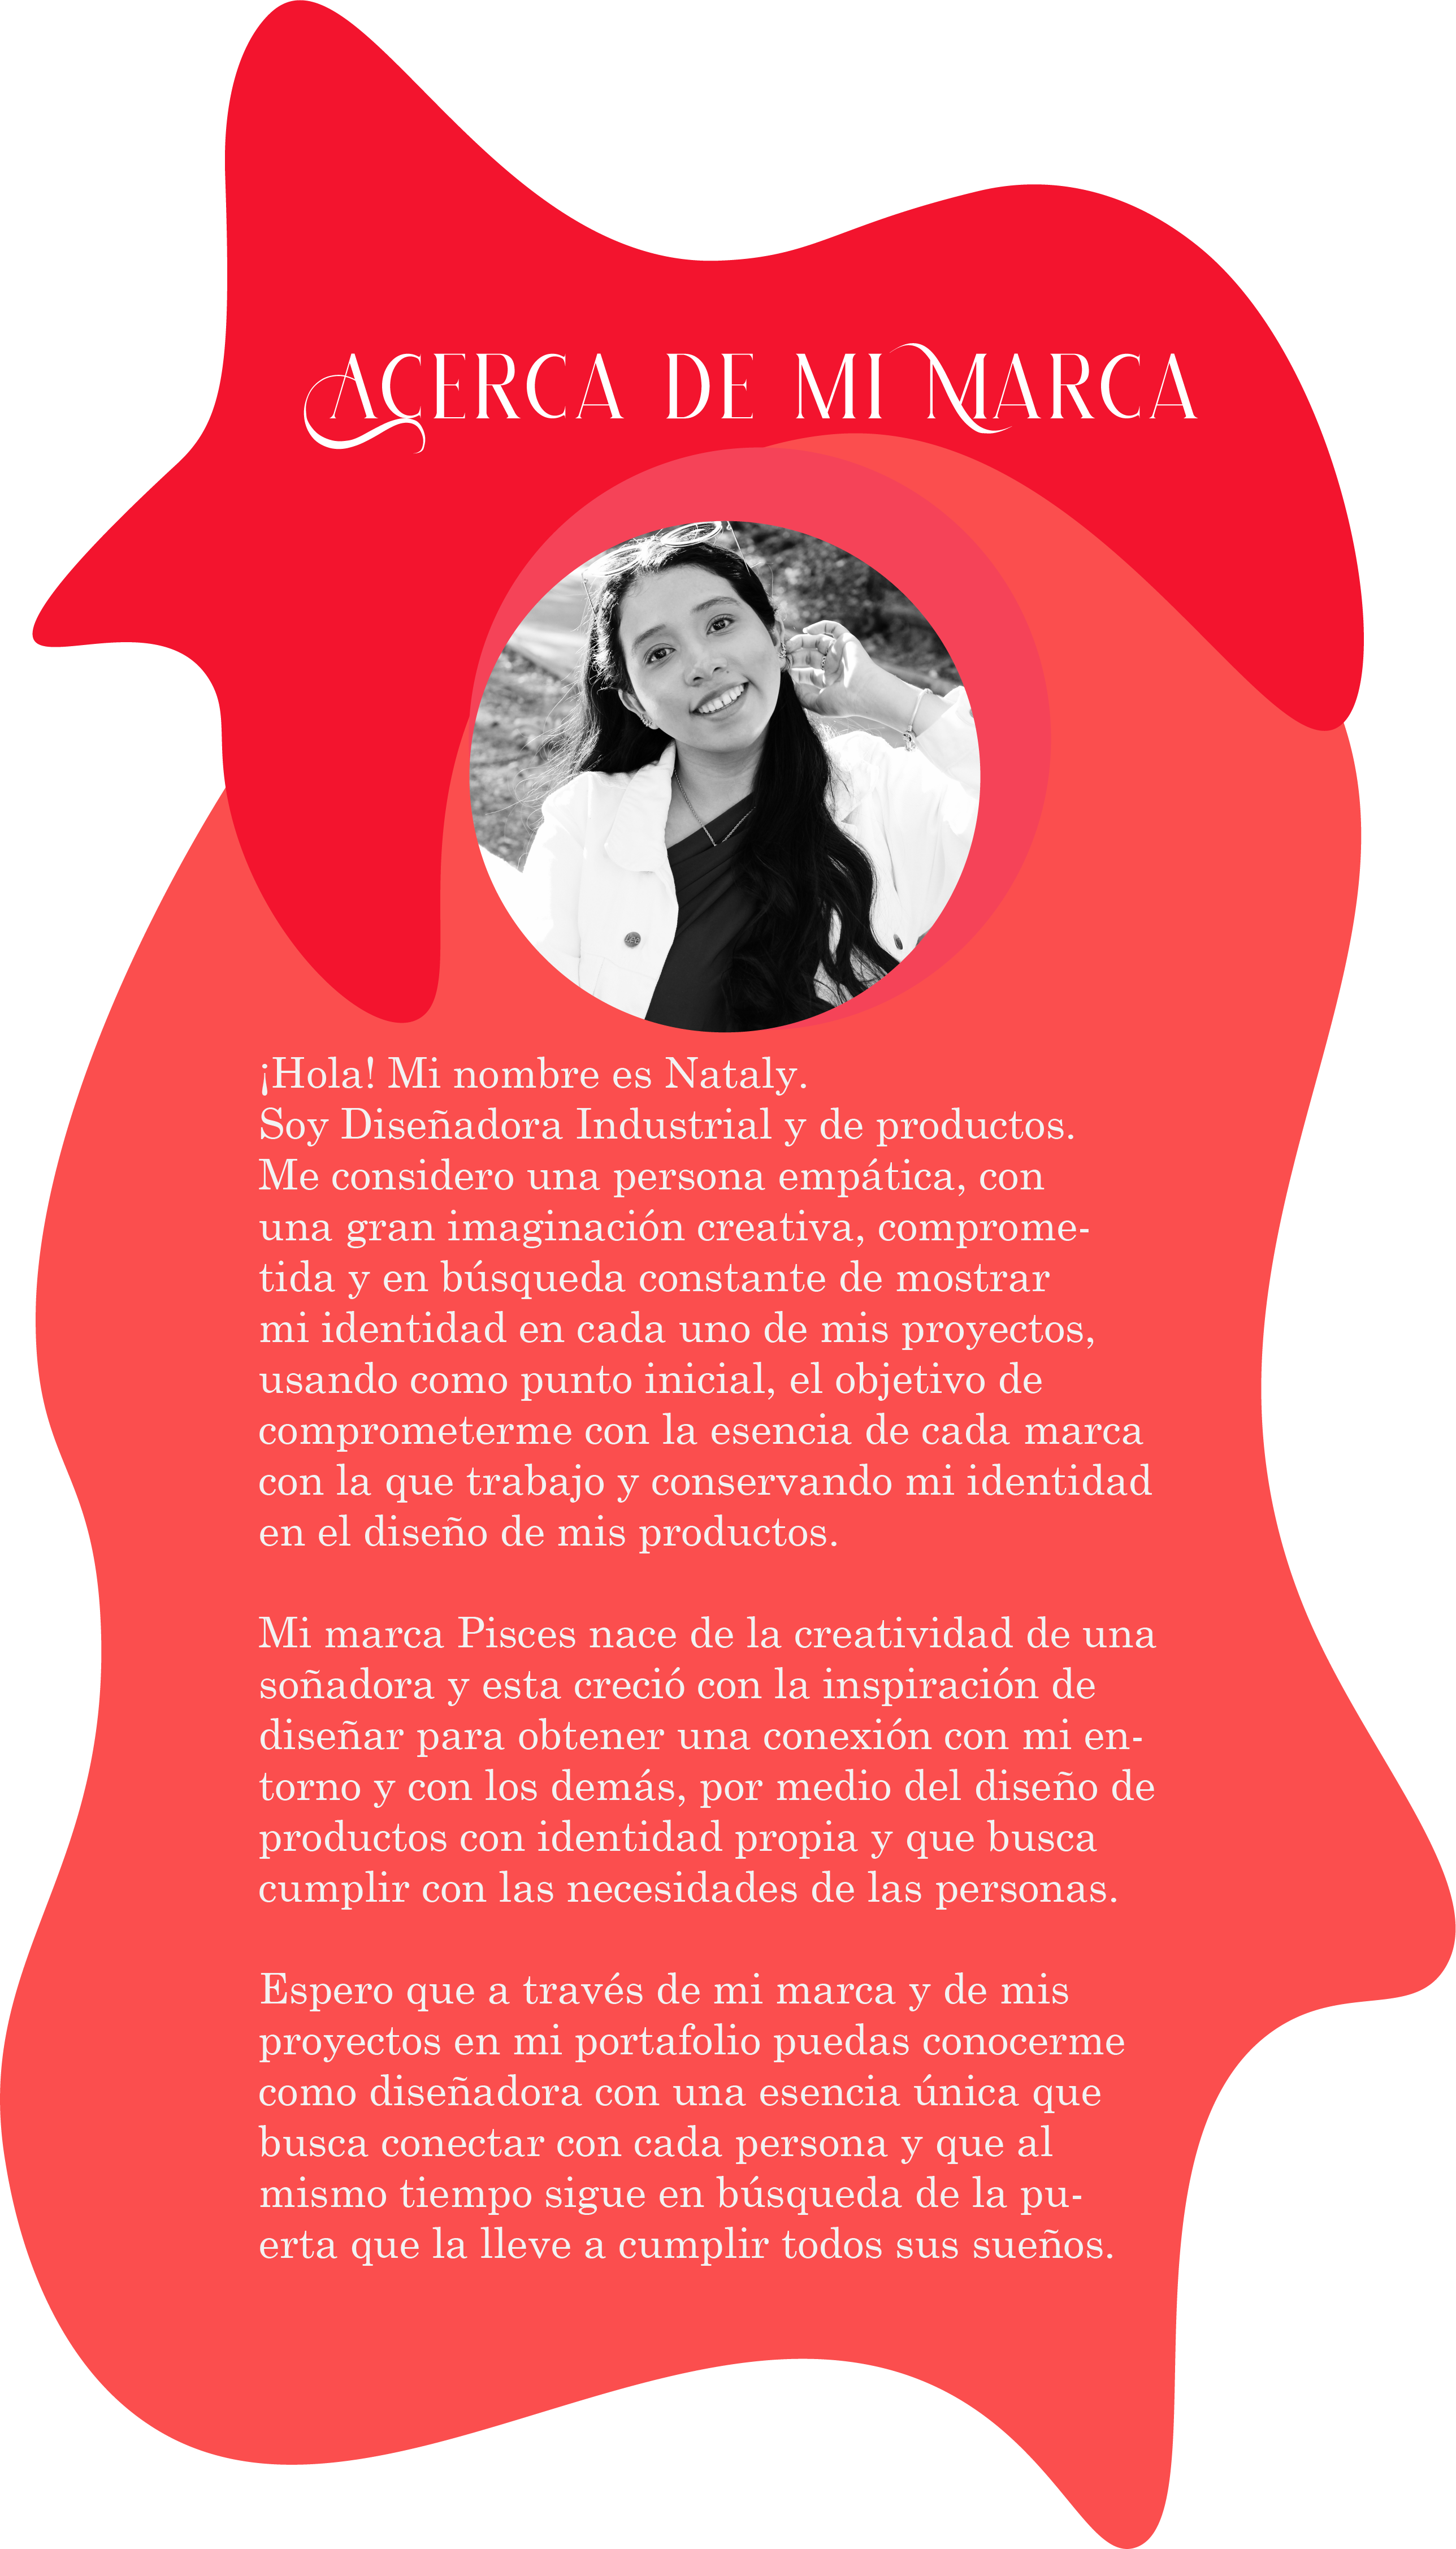 ACERCA DE MI MARCA
¡Hola! Mi nombre es Nataly.
Soy Diseñadora Industrial y de productos.
Me considero una persona empática, con
una gran imaginación creativa, comprome-
tida y en búsqueda constante de mostrar
mi identidad en cada uno de mis proyectos,
usando como punto inicial, el objetivo de
comprometerme con la esencia de cada marca
con la que trabajo y conservando mi identidad
en el diseño de mis productos.
Mi marca Pisces nace de la creatividad de una
soñadora y esta creció con la inspiración de
diseñar para obtener una conexión con mi en-
torno y con los demás, por medio del diseño de
productos con identidad propia y que busca
cumplir con las necesidades de las personas.
Espero que a través de mi marca y de mis
proyectos en mi portafolio puedas conocerme
como diseñadora con una esencia única que
busca conectar con cada persona y que al
mismo tiempo sigue en búsqueda de la pu-
erta que la lleve a cumplir todos sus sueños.